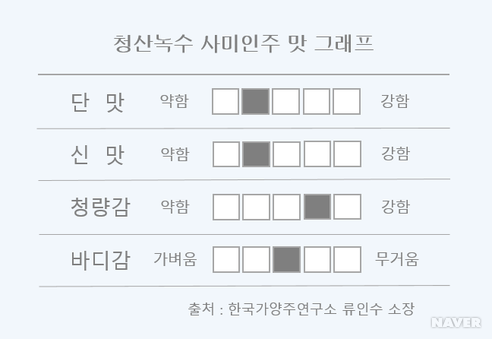 청산녹수 사미인주 맛 그래프
단 맛 약함 강함
신 맛 약함 강함
청량감 약함 강함
바디감 가벼움 무거움
출처 : 한국가양주연구소 류인수 소장
NAVER